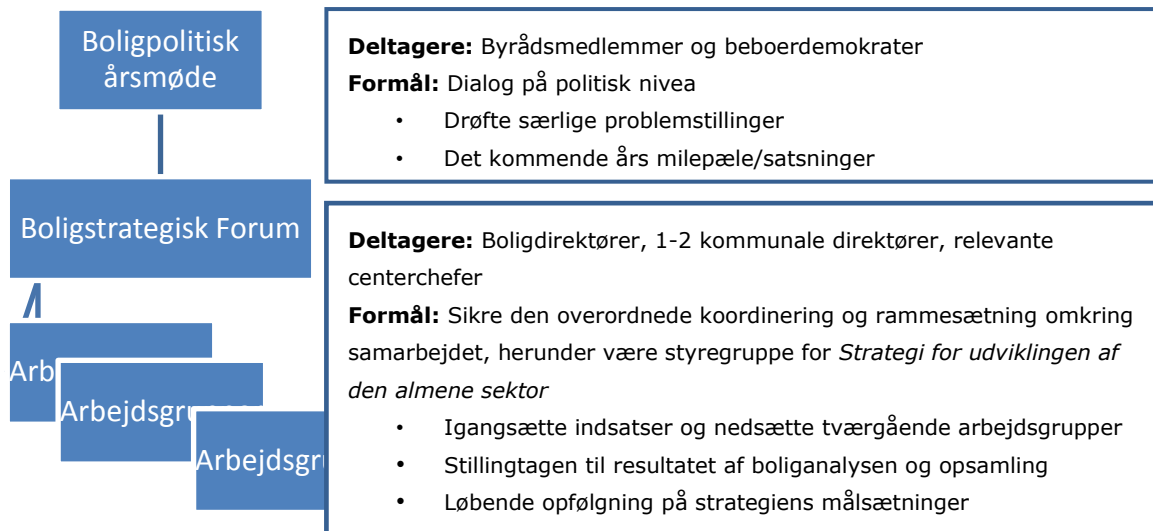 Boligpolitisk
årsmøde
Deltagere: Byrådsmedlemmer og beboerdemokrater
Formål: Dialog på politisk nivea
• Drøfte særlige problemstillinger
• Det kommende års milepæle/satsninger
Boligstrategisk Forum
Deltagere: Boligdirektører, 1-2 kommunale direktører, relevante
centerchefer
Formål: Sikre den overordnede koordinering og rammesætning omkring
samarbejdet, herunder være styregruppe for Strategi for udviklingen af
den almene sektor
• Igangsætte indsatser og nedsætte tværgående arbejdsgrupper
• Stillingtagen til resultatet af boliganalysen og opsamling
• Løbende opfølgning på strategiens målsætninger
Arb
Arbejdsgr
Arbejdsgr